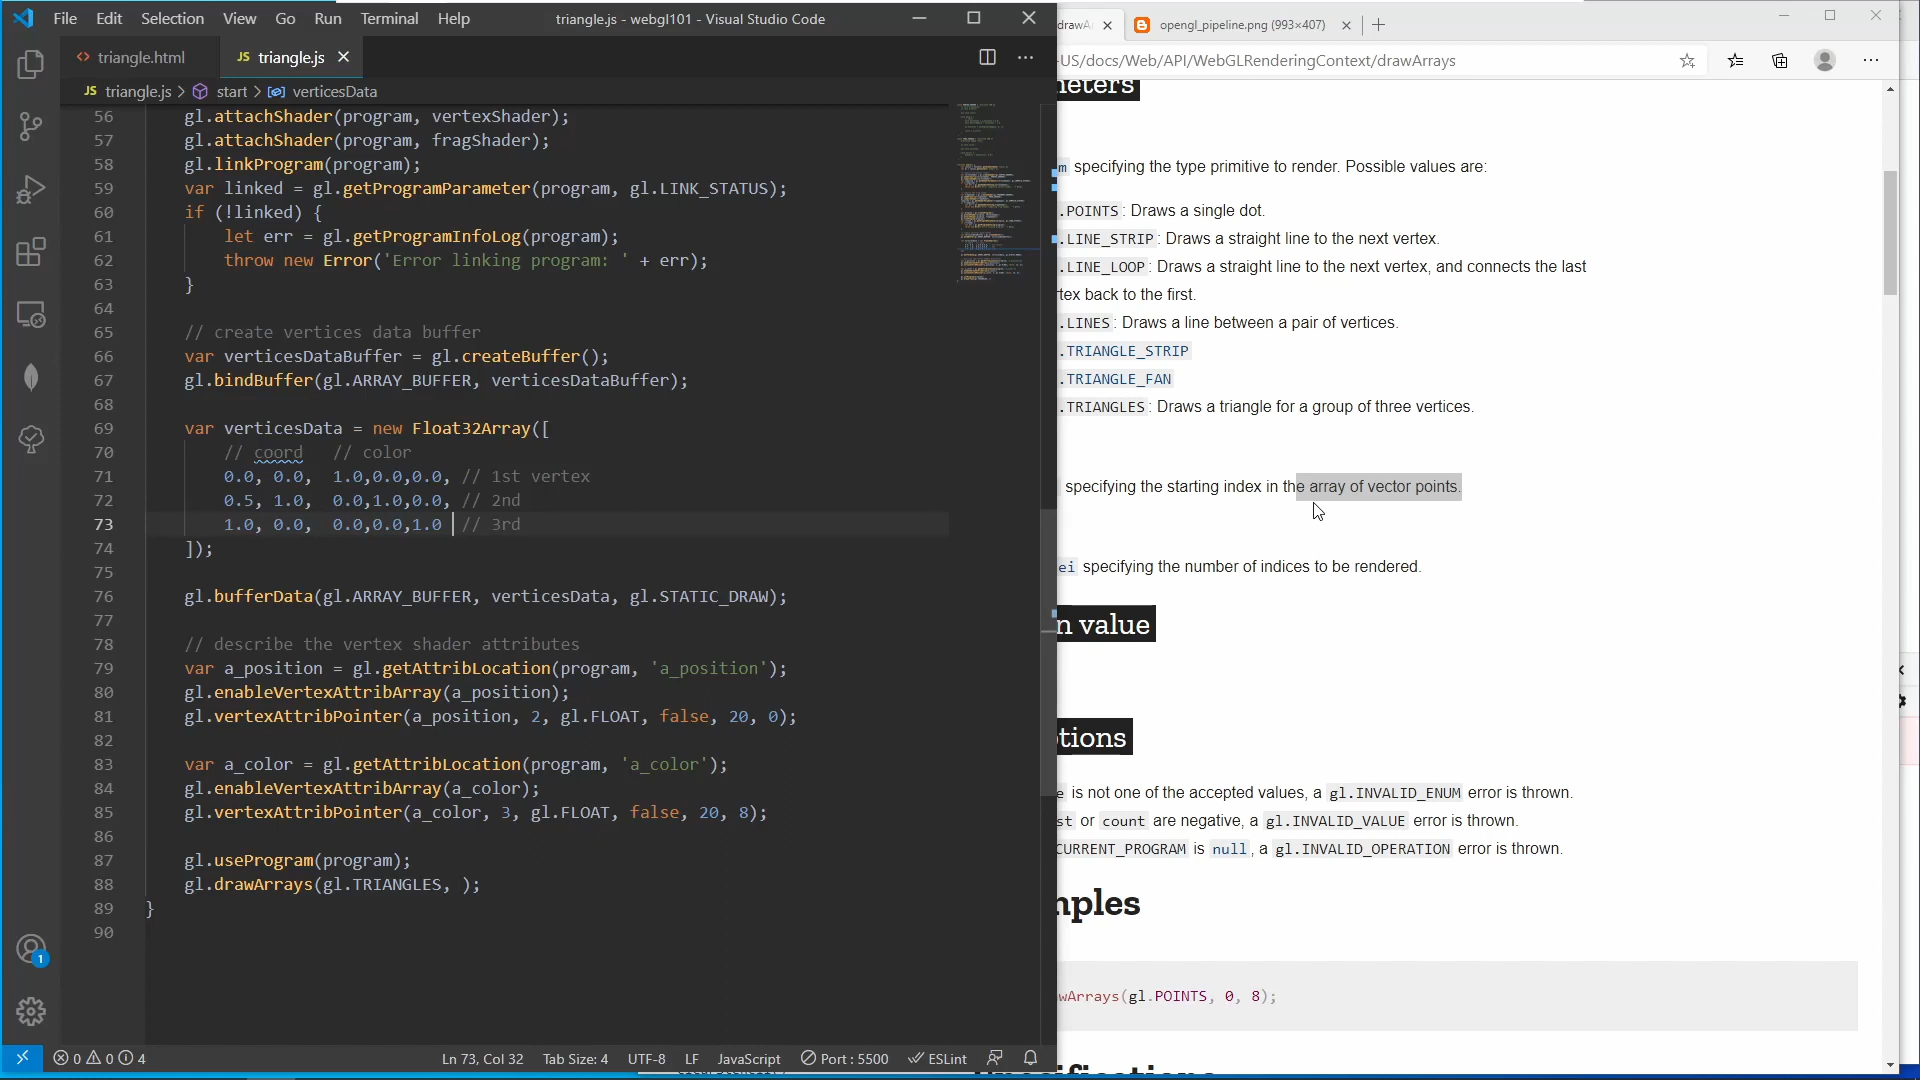 File Edit Selection View Go Run Terminal Help
triangle.js - webgl101 - Visual Studio Code
triangle.html
JS triangle.js
JS triangle.js > start > verticesData
56 gl.attachShader(program, vertexShader);
57 gl.attachShader(program, fragShader);
58 gl.linkProgram(program);
59 var linked = gl.getProgramParameter(program, gl.LINK_STATUS);
60 if (!linked) {
61 let err = gl.getProgramInfoLog(program);
62 throw new Error('Error linking program: ' + err);
63 }
64
65 // create vertices data buffer
66 var verticesDataBuffer = gl.createBuffer();
67 gl.bindBuffer(gl.ARRAY_BUFFER, verticesDataBuffer);
68
69 var verticesData = new Float32Array([
70 // coord // color
71 0.0, 0.0, 1.0,0.0,0.0, // 1st vertex
72 0.5, 1.0, 0.0,1.0,0.0, // 2nd
73 1.0, 0.0, 0.0,0.0,1.0 // 3rd
74 ]);
75
76 gl.bufferData(gl.ARRAY_BUFFER, verticesData, gl.STATIC_DRAW);
77
78 // describe the vertex shader attributes
79 var a_position = gl.getAttribLocation(program, 'a_position');
80 gl.enableVertexAttribArray(a_position);
81 gl.vertexAttribPointer(a_position, 2, gl.FLOAT, false, 20, 0);
82
83 var a_color = gl.getAttribLocation(program, 'a_color');
84 gl.enableVertexAttribArray(a_color);
85 gl.vertexAttribPointer(a_color, 3, gl.FLOAT, false, 20, 8);
86
87 gl.useProgram(program);
88 gl.drawArrays(gl.TRIANGLES, );
89 }
90
1
0 0 4
Ln 73, Col 32 Tab Size: 4 UTF-8 LF JavaScript Port : 5500 ESLint
drawAr
opengl_pipeline.png (993×407)
-US/docs/Web/API/WebGLRenderingContext/drawArrays
meters
m specifying the type primitive to render. Possible values are:
.POINTS: Draws a single dot.
.LINE_STRIP: Draws a straight line to the next vertex.
.LINE_LOOP: Draws a straight line to the next vertex, and connects the last
tex back to the first.
.LINES: Draws a line between a pair of vertices.
.TRIANGLE_STRIP
.TRIANGLE_FAN
.TRIANGLES: Draws a triangle for a group of three vertices.
specifying the starting index in the array of vector points.
ei specifying the number of indices to be rendered.
n value
tions
e is not one of the accepted values, a gl.INVALID_ENUM error is thrown.
st or count are negative, a gl.INVALID_VALUE error is thrown.
CURRENT_PROGRAM is null, a gl.INVALID_OPERATION error is thrown.
mples
wArrays(gl.POINTS, 0, 8);